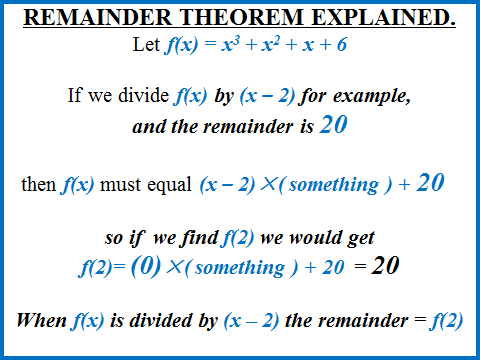 REMAINDER THEOREM EXPLAINED.
Let f(x) = x³ + x² + x + 6
If we divide f(x) by (x – 2) for example,
and the remainder is 20
then f(x) must equal (x – 2) ×( something ) + 20
so if we find f(2) we would get
f(2)= (0) ×( something ) + 20 = 20
When f(x) is divided by (x – 2) the remainder = f(2)